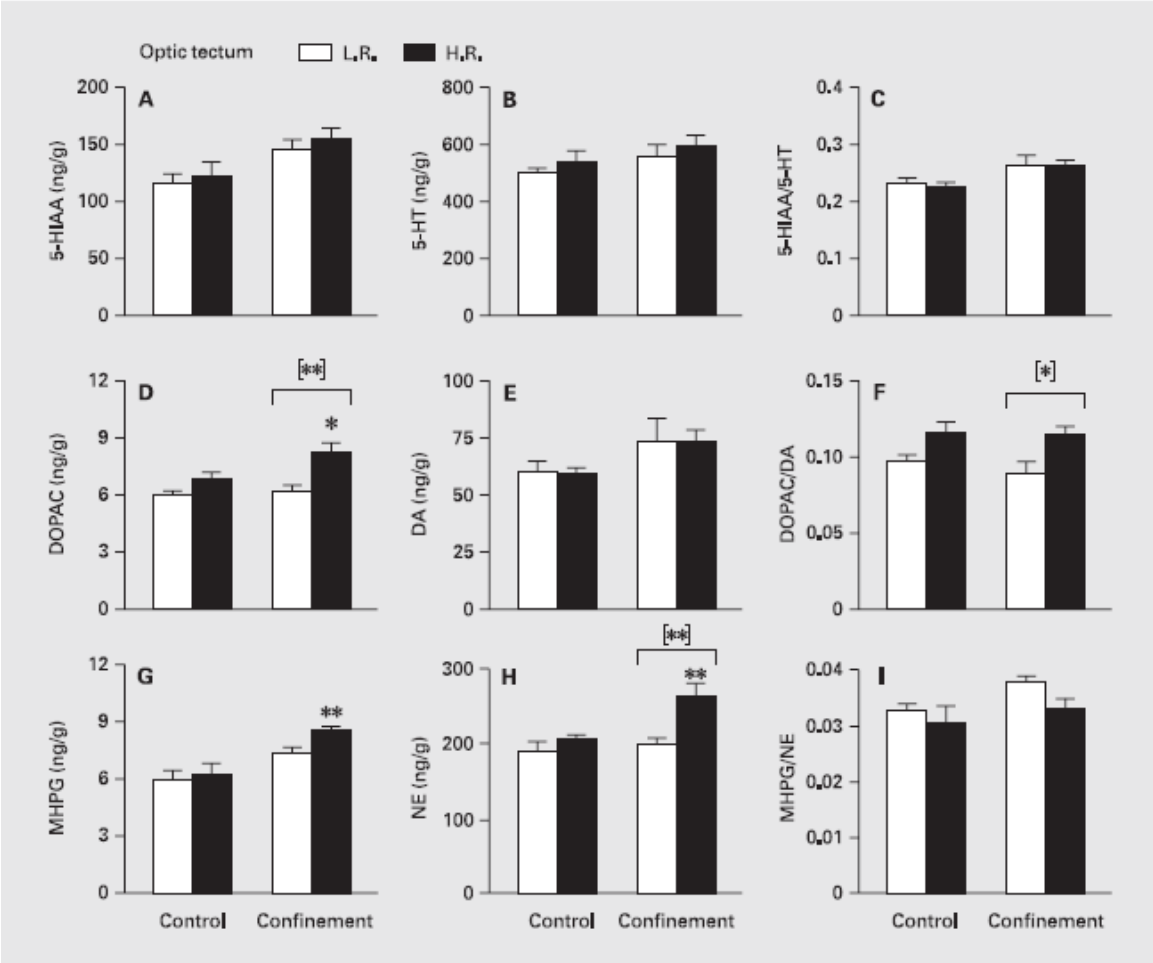 Optic tectum L.R. H.R.
A
200
150
100
50
0
5-HIAA (ng/g)
B
800
600
400
200
0
5-HT (ng/g)
C
0.4
0.3
0.2
0.1
0
5-HIAA/5-HT
D
12
9
6
3
0
DOPAC (ng/g)
[**]
*
E
100
75
50
25
0
DA (ng/g)
F
0.15
0.10
0.05
0
DOPAC/DA
[*]
G
12
9
6
3
0
MHPG (ng/g)
**
Control Confinement
H
300
200
100
0
NE (ng/g)
[**]
**
Control Confinement
I
0.04
0.03
0.02
0.01
0
MHPG/NE
Control Confinement